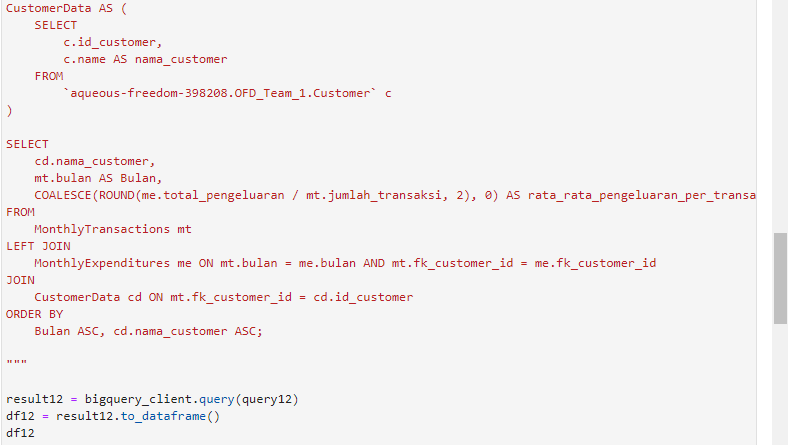 CustomerData AS (
    SELECT
        c.id_customer,
        c.name AS nama_customer
    FROM
        `aqueous-freedom-398208.OFD_Team_1.Customer` c
)

SELECT
    cd.nama_customer,
    mt.bulan AS Bulan,
    COALESCE(ROUND(me.total_pengeluaran / mt.jumlah_transaksi, 2), 0) AS rata_rata_pengeluaran_per_transa
FROM
    MonthlyTransactions mt
LEFT JOIN
    MonthlyExpenditures me ON mt.bulan = me.bulan AND mt.fk_customer_id = me.fk_customer_id
JOIN
    CustomerData cd ON mt.fk_customer_id = cd.id_customer
ORDER BY
    Bulan ASC, cd.nama_customer ASC;

"""

result12 = bigquery_client.query(query12)
df12 = result12.to_dataframe()
df12